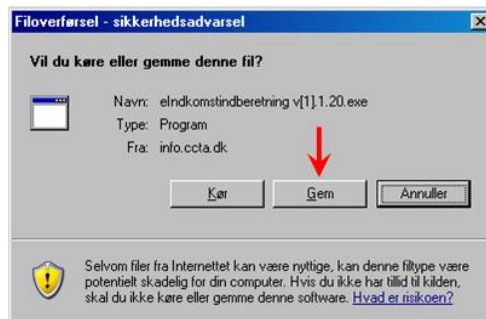 Filoverførsel - sikkerhedsadvarsel
Vil du køre eller gemme denne fil?
Navn: eIndkomstindberetning v[1].1.20.exe
Type: Program
Fra: info.ccta.dk
Kør Gem Annuller
Selvom filer fra Internettet kan være nyttige, kan denne filtype være
potentielt skadelig for din computer. Hvis du ikke har tillid til kilden,
skal du ikke køre eller gemme denne software. Hvad er risikoen?